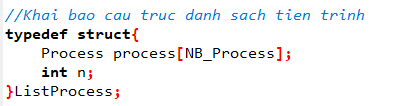 //Khai bao cau truc danh sach tien trinh
typedef struct{
    Process process[NB_Process];
    int n;
}ListProcess;